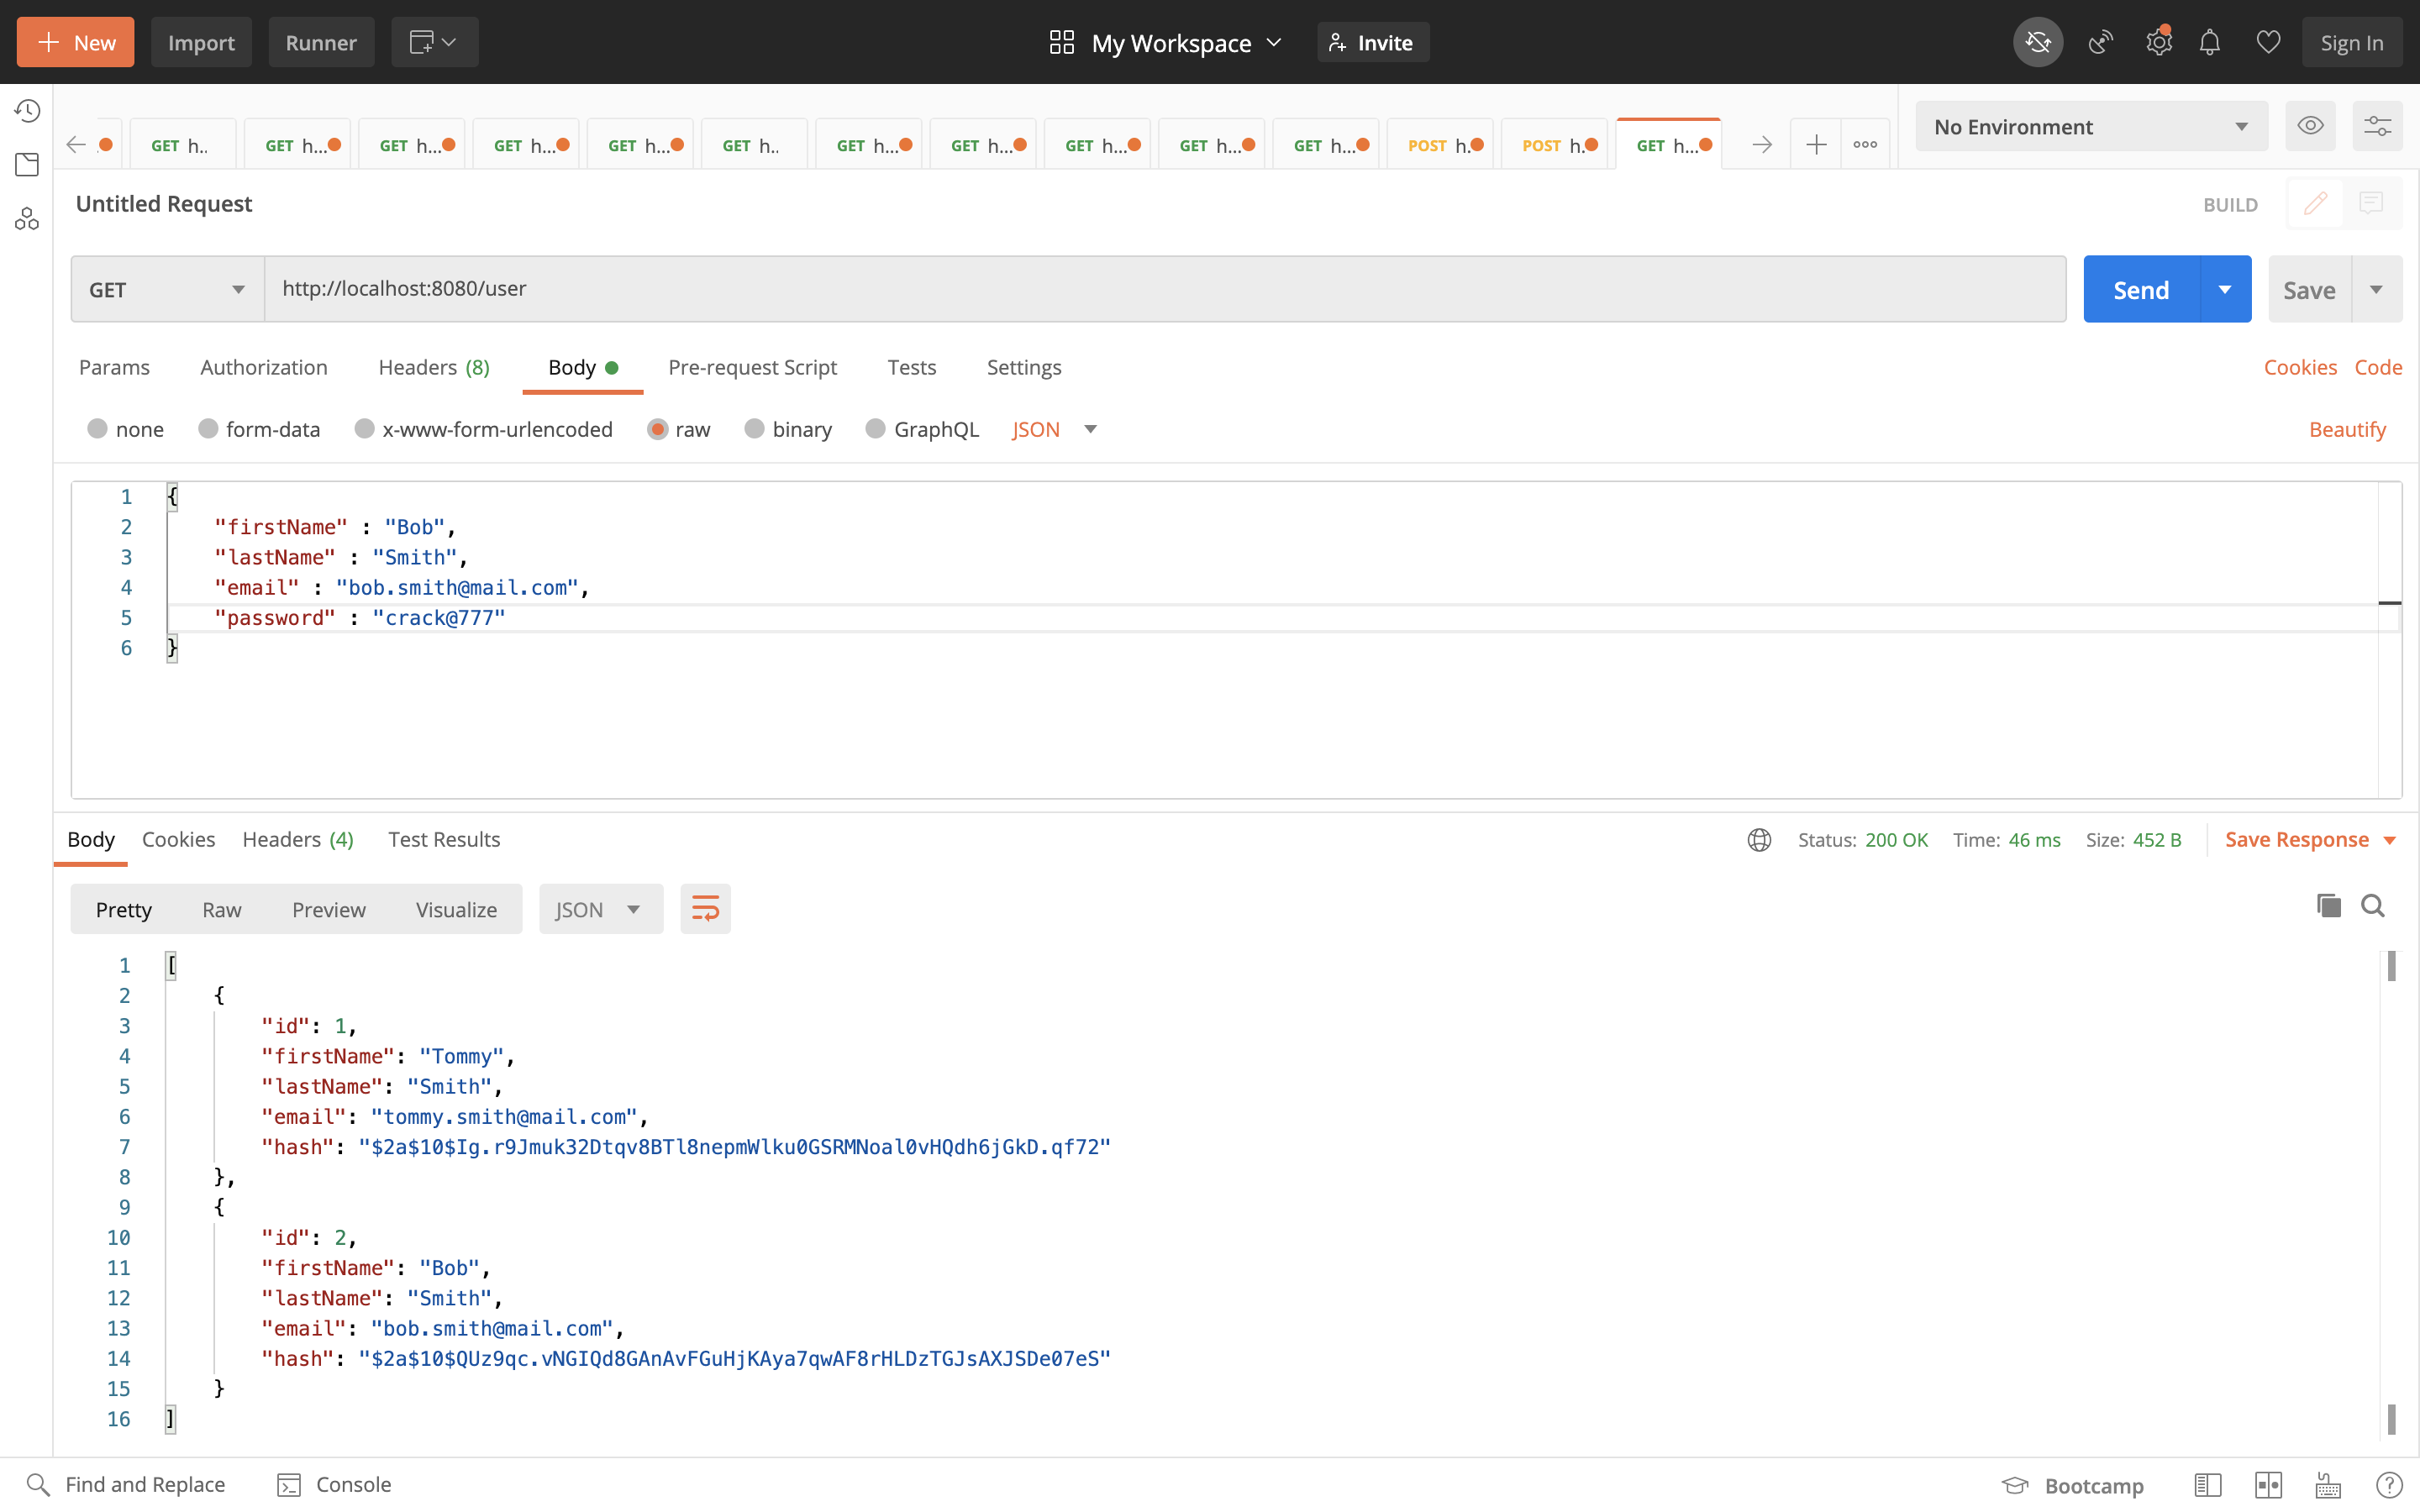 New Import Runner My Workspace Invite Sign In
GET h.. GET h... GET h... GET h... GET h... GET h.. GET h... GET h... GET h... GET h... GET h... POST h. POST h. GET h... No Environment
Untitled Request BUILD
GET http://localhost:8080/user Send Save
Params Authorization Headers (8) Body Pre-request Script Tests Settings Cookies Code
none form-data x-www-form-urlencoded raw binary GraphQL JSON Beautify
1 {
2 "firstName" : "Bob",
3 "lastName" : "Smith",
4 "email" : "bob.smith@mail.com",
5 "password" : "crack@777"
6 }
Body Cookies Headers (4) Test Results Status: 200 OK Time: 46 ms Size: 452 B Save Response
Pretty Raw Preview Visualize JSON
1 [
2 {
3 "id": 1,
4 "firstName": "Tommy",
5 "lastName": "Smith",
6 "email": "tommy.smith@mail.com",
7 "hash": "$2a$10$Ig.r9Jmuk32Dtqv8BTl8nepmWlku0GSRMNoal0vHQdh6jGkD.qf72"
8 },
9 {
10 "id": 2,
11 "firstName": "Bob",
12 "lastName": "Smith",
13 "email": "bob.smith@mail.com",
14 "hash": "$2a$10$QUz9qc.vNGIQd8GAnAvFGuHjKAya7qwAF8rHLDzTGJsAXJSDe07eS"
15 }
16 ]
Find and Replace Console Bootcamp